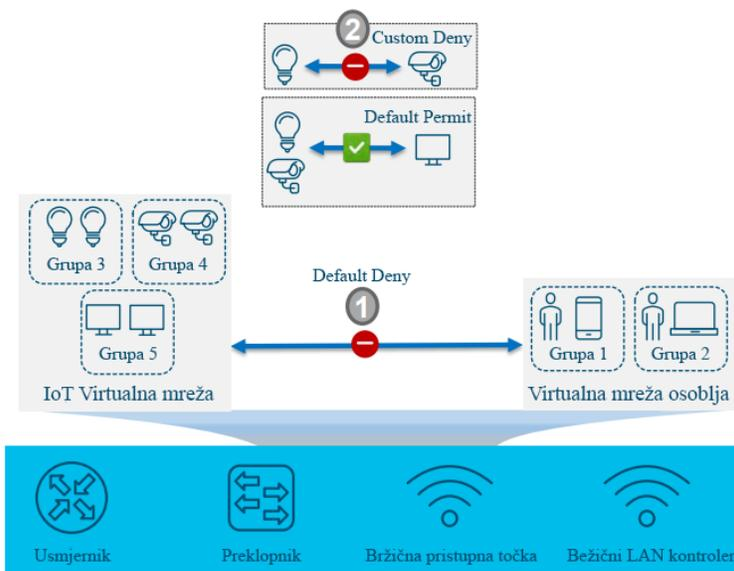 2
Custom Deny
Default Permit
Grupa 3
Grupa 4
Grupa 5
IoT Virtualna mreža
Default Deny
1
Grupa 1
Grupa 2
Virtualna mreža osoblja
Usmjernik
Preklopnik
Bržična pristupna točka
Bežični LAN kontroler